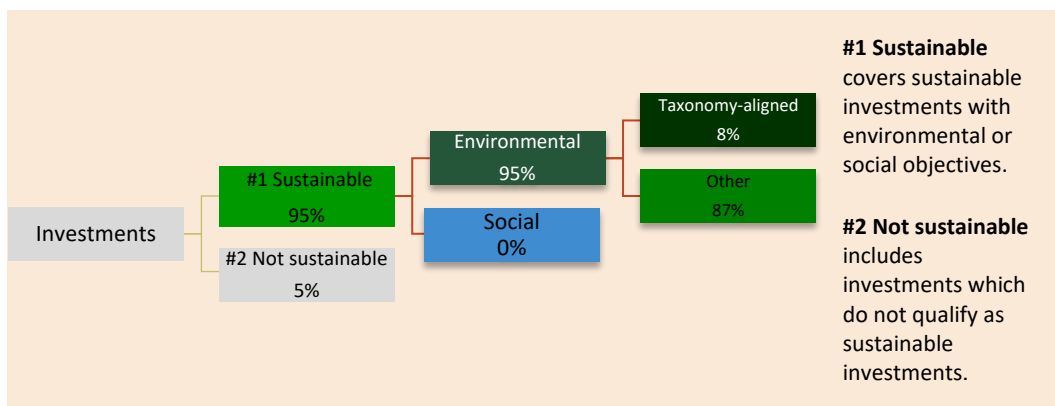 Investments
#1 Sustainable
95%
#2 Not sustainable
5%
Environmental
95%
Social
0%
Taxonomy-aligned
8%
Other
87%
#1 Sustainable
covers sustainable
investments with
environmental or
social objectives.
#2 Not sustainable
includes
investments which
do not qualify as
sustainable
investments.